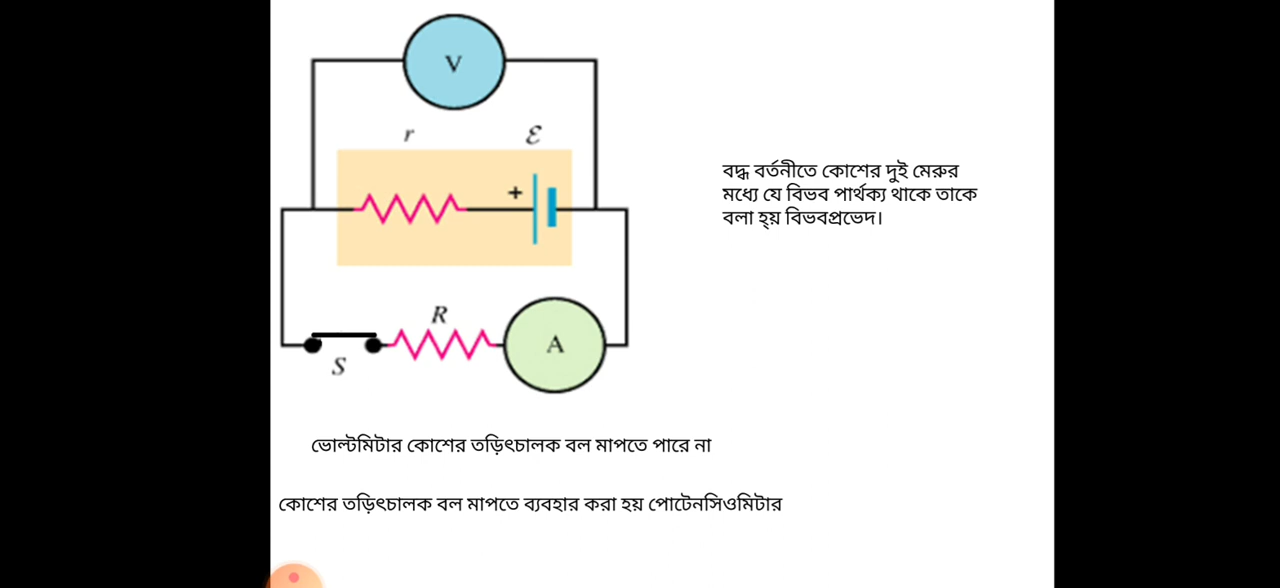 V
r ℰ
+
R
A
S
বদ্ধ বর্তনীতে কোশের দুই মেরুর
মধ্যে যে বিভব পার্থক্য থাকে তাকে
বলা হ্য় বিভবপ্রভেদ।
ভোল্টমিটার কোশের তড়িৎচালক বল মাপতে পারে না
কোশের তড়িৎচালক বল মাপতে ব্যবহার করা হয় পোটেনসিওমিটার